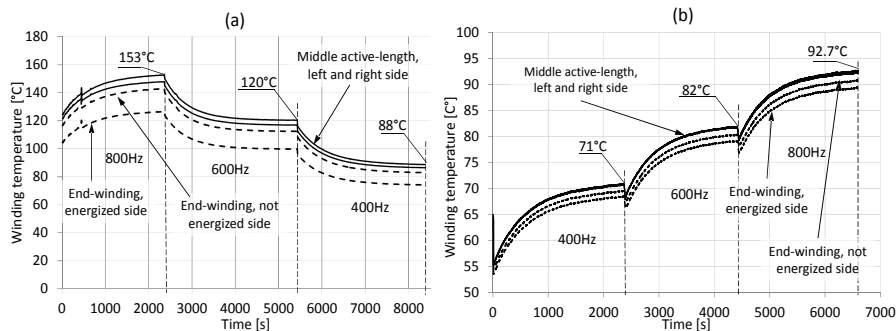 (a)
Winding temperature [°C]
180
160
140
120
100
80
60
40
20
0
153°C
120°C
88°C
Middle active-length,
left and right side
800Hz
600Hz
400Hz
End-winding,
energized side
End-winding, not
energized side
0 1000 2000 3000 4000 5000 6000 7000 8000
Time [s]
(b)
Winding temperature [C°]
100
95
90
85
80
75
70
65
60
55
50
92.7°C
Middle active-length,
left and right side
82°C
71°C
800Hz
600Hz
400Hz
End-winding,
energized side
End-winding, not
energized side
0 1000 2000 3000 4000 5000 6000 7000
Time [s]